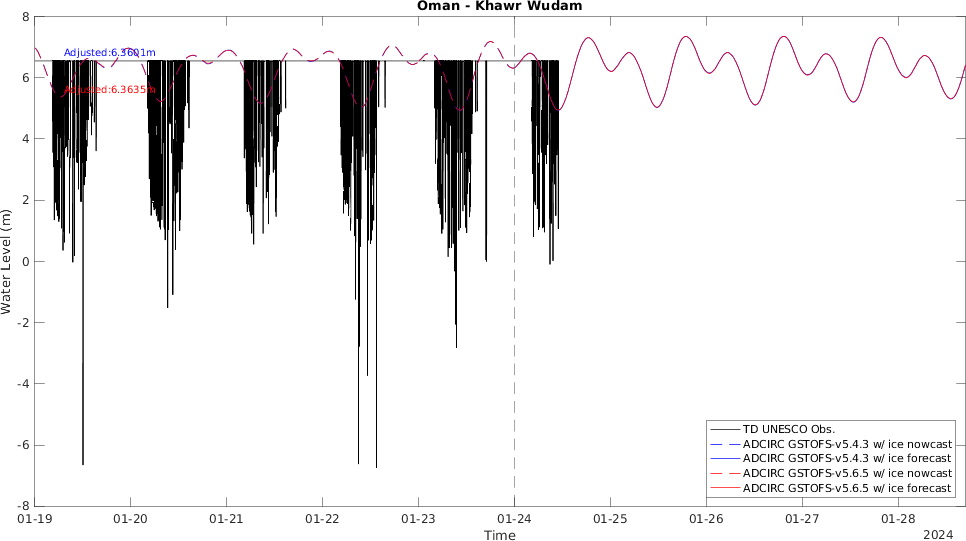 Oman - Khawr Wudam
8
6
4
2
0
-2
-4
-6
-8
Water Level (m)
Adjusted:6.3601m
Adjusted:6.3635m
TD UNESCO Obs.
ADCIRC GSTOFS-v5.4.3 w/ ice nowcast
ADCIRC GSTOFS-v5.4.3 w/ ice forecast
ADCIRC GSTOFS-v5.6.5 w/ ice nowcast
ADCIRC GSTOFS-v5.6.5 w/ ice forecast
01-19 01-20 01-21 01-22 01-23 01-24 01-25 01-26 01-27 01-28
Time
2024